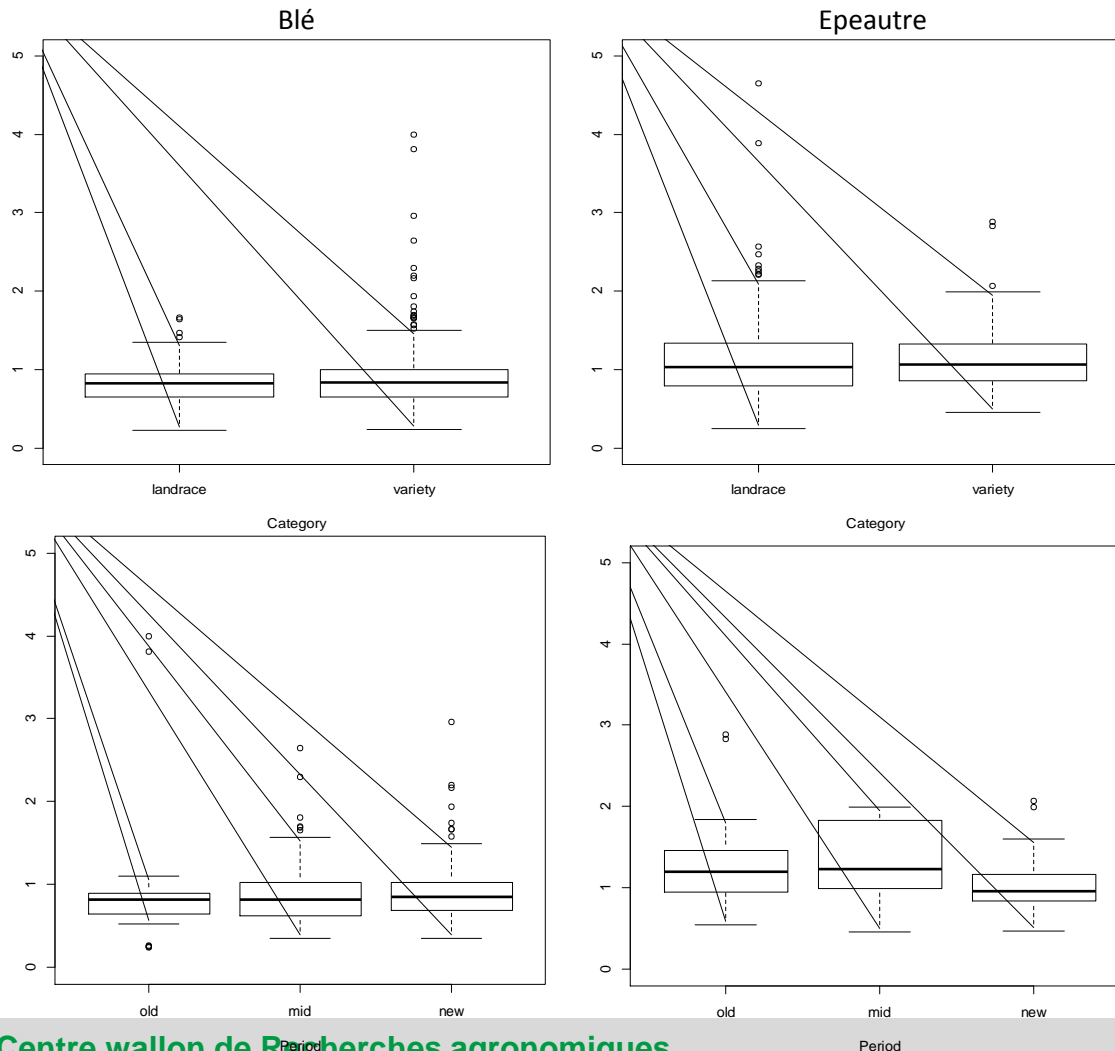 Blé
Epeautre
5
4
3
2
1
0
landrace variety
Category
5
4
3
2
1
0
landrace variety
Category
5
4
3
2
1
0
old mid new
Period
5
4
3
2
1
0
old mid new
Period
Centre wallon de Recherches agronomiques